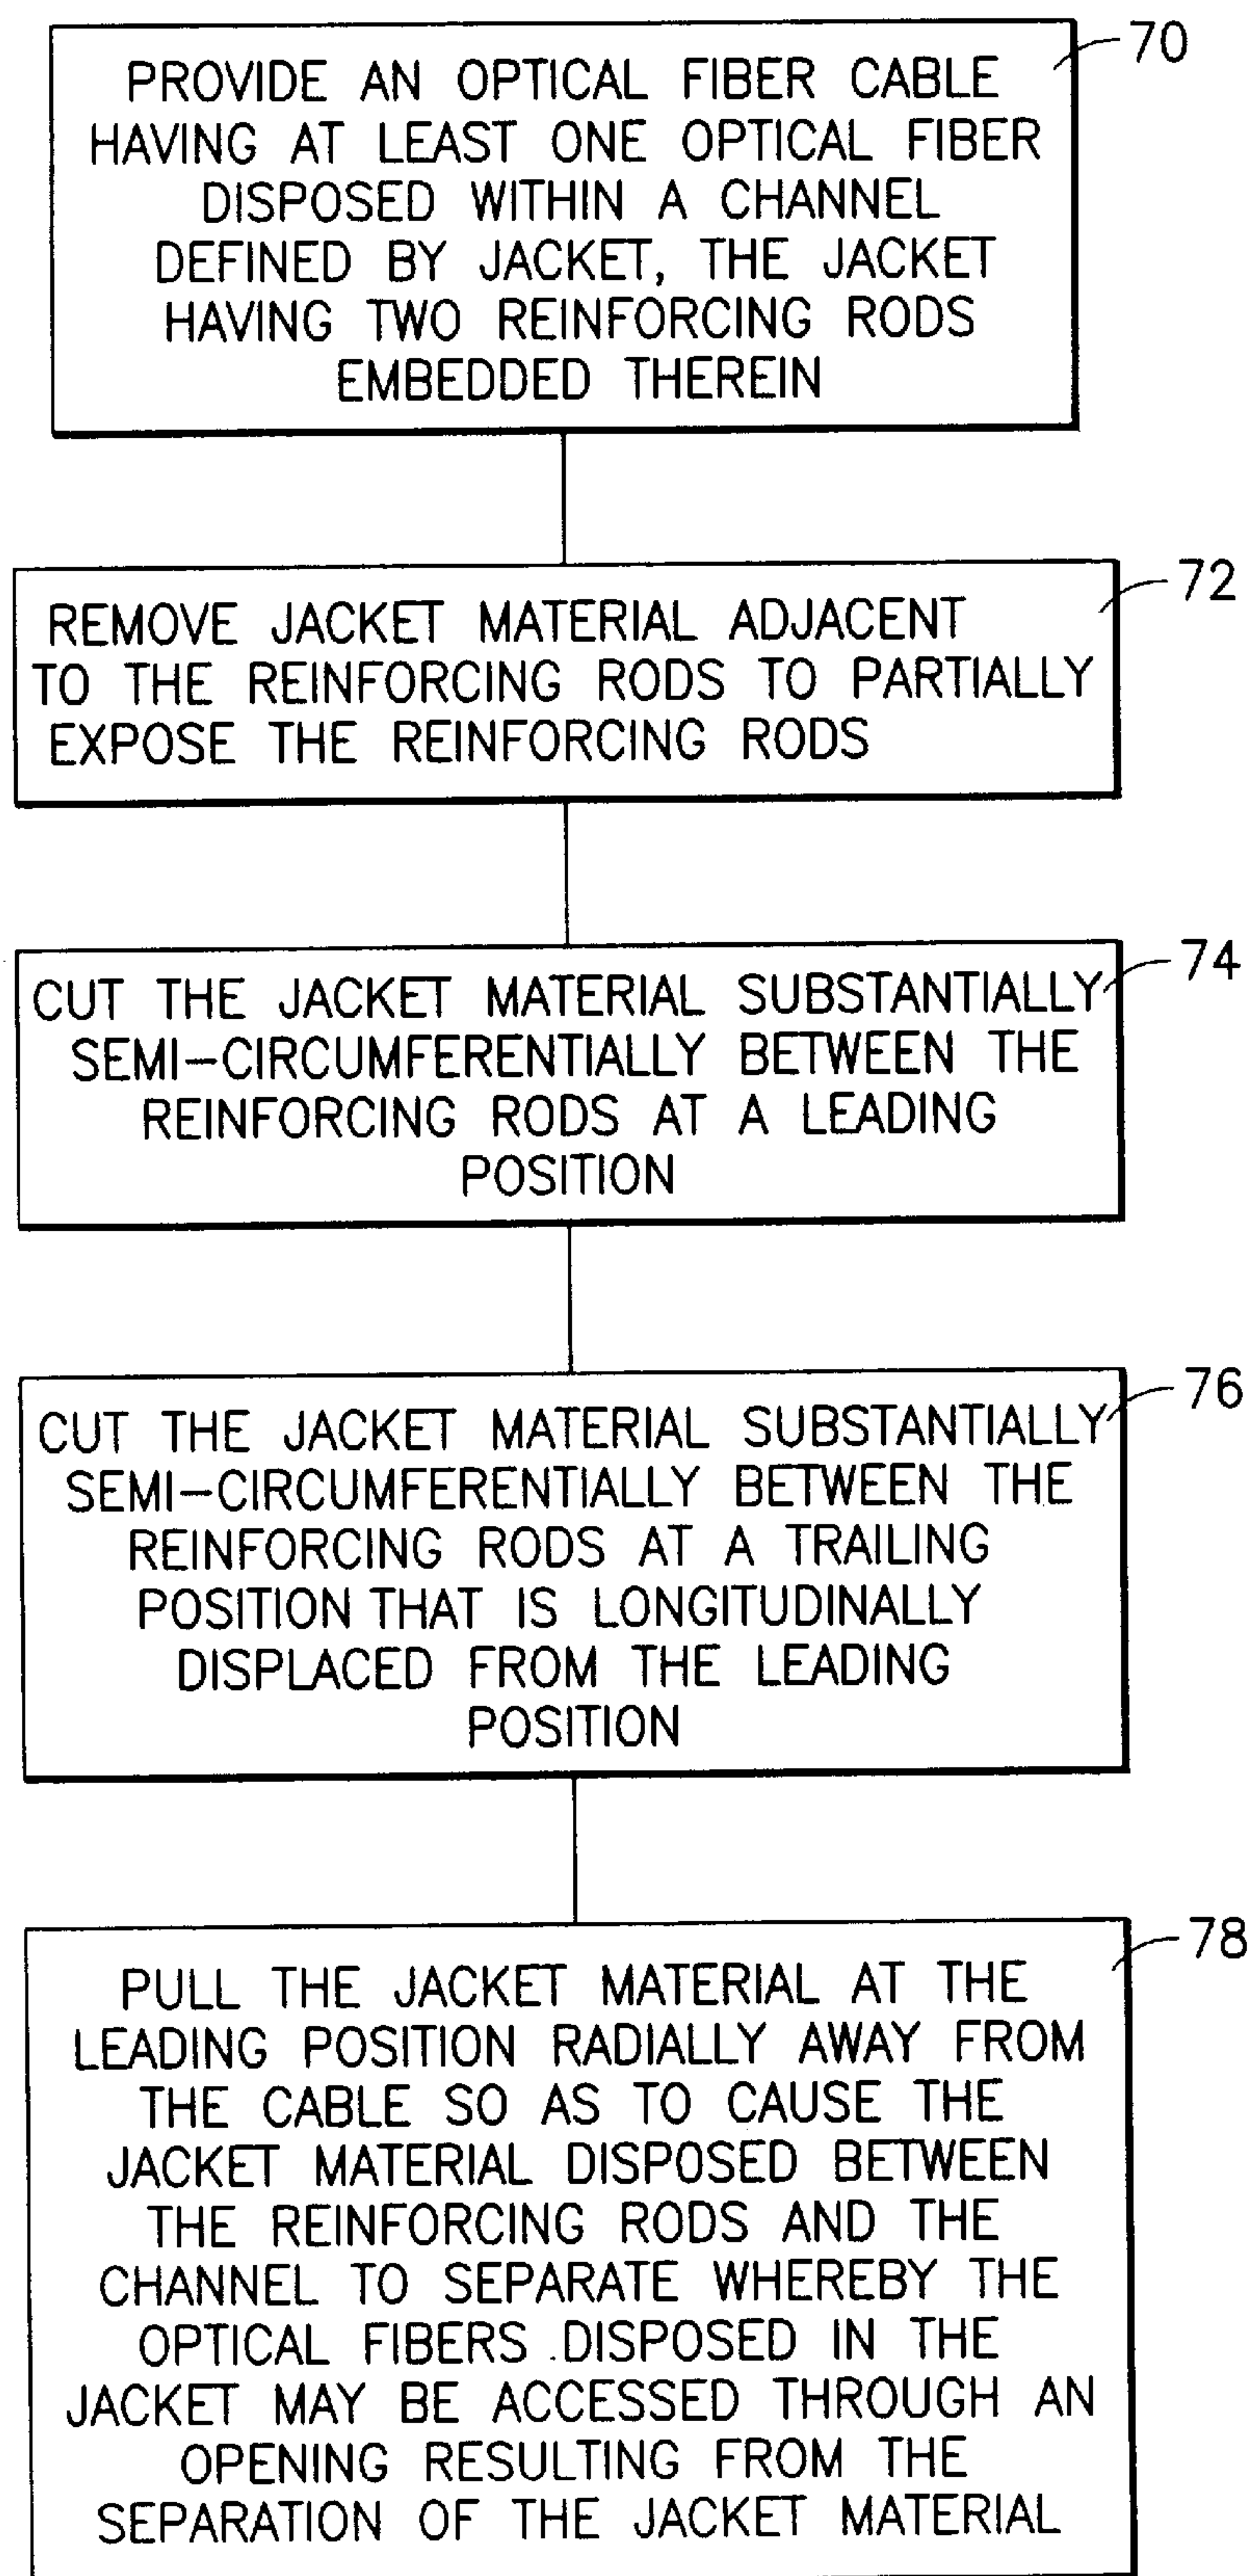 70
PROVIDE AN OPTICAL FIBER CABLE
HAVING AT LEAST ONE OPTICAL FIBER
DISPOSED WITHIN A CHANNEL
DEFINED BY JACKET, THE JACKET
HAVING TWO REINFORCING RODS
EMBEDDED THEREIN
72
REMOVE JACKET MATERIAL ADJACENT
TO THE REINFORCING RODS TO PARTIALLY
EXPOSE THE REINFORCING RODS
74
CUT THE JACKET MATERIAL SUBSTANTIALLY
SEMI-CIRCUMFERENTIALLY BETWEEN THE
REINFORCING RODS AT A LEADING
POSITION
76
CUT THE JACKET MATERIAL SUBSTANTIALLY
SEMI-CIRCUMFERENTIALLY BETWEEN THE
REINFORCING RODS AT A TRAILING
POSITION THAT IS LONGITUDINALLY
DISPLACED FROM THE LEADING
POSITION
78
PULL THE JACKET MATERIAL AT THE
LEADING POSITION RADIALLY AWAY FROM
THE CABLE SO AS TO CAUSE THE
JACKET MATERIAL DISPOSED BETWEEN
THE REINFORCING RODS AND THE
CHANNEL TO SEPARATE WHEREBY THE
OPTICAL FIBERS DISPOSED IN THE
JACKET MAY BE ACCESSED THROUGH AN
OPENING RESULTING FROM THE
SEPARATION OF THE JACKET MATERIAL